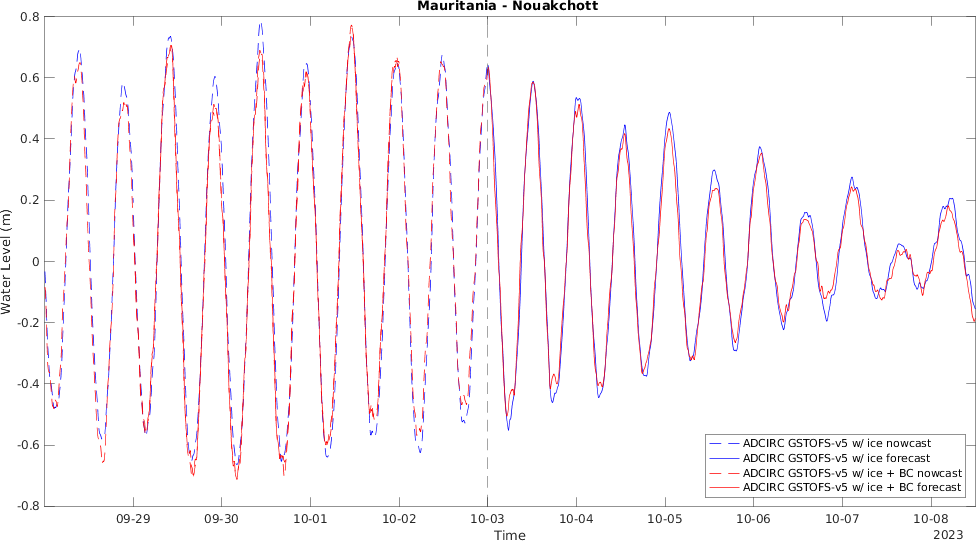 Mauritania - Nouakchott
0.8
0.6
0.4
0.2
0
-0.2
-0.4
-0.6
-0.8
Water Level (m)
ADCIRC GSTOFS-v5 w/ ice nowcast
ADCIRC GSTOFS-v5 w/ ice forecast
ADCIRC GSTOFS-v5 w/ ice + BC nowcast
ADCIRC GSTOFS-v5 w/ ice + BC forecast
09-29 09-30 10-01 10-02 10-03 10-04 10-05 10-06 10-07 10-08
Time
2023